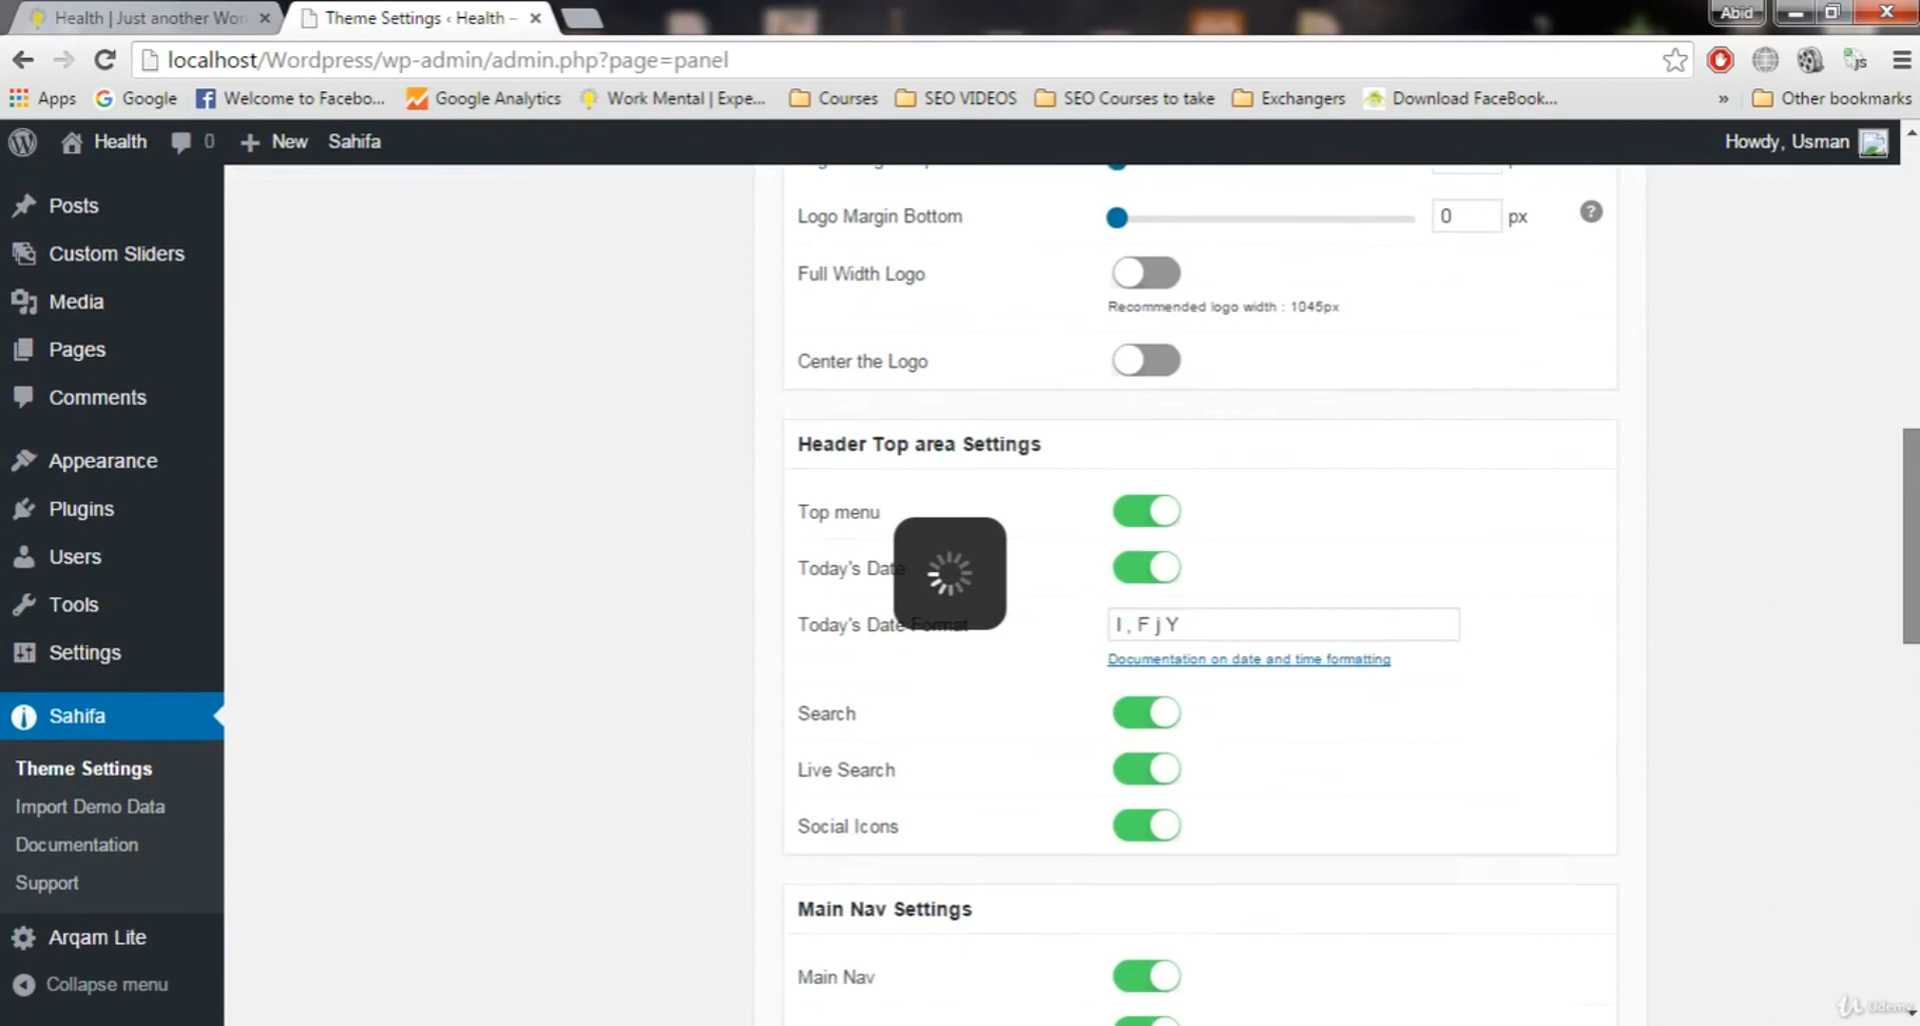 Health | Just another Wor
Theme Settings ‹ Health –
Abid
localhost/Wordpress/wp-admin/admin.php?page=panel
js
Apps
Google
Welcome to Facebo...
Google Analytics
Work Mental | Expe...
Courses
SEO VIDEOS
SEO Courses to take
Exchangers
Download FaceBook...
»
Other bookmarks
Health
0
New
Sahifa
Howdy, Usman
Posts
Custom Sliders
Media
Pages
Comments
Appearance
Plugins
Users
Tools
Settings
Sahifa
Theme Settings
Import Demo Data
Documentation
Support
Arqam Lite
Collapse menu
Logo Margin Bottom
0 px
?
Full Width Logo
Recommended logo width : 1045px
Center the Logo
Header Top area Settings
Top menu
Today's Date
Today's Date Format
l , F j Y
Documentation on date and time formatting
Search
Live Search
Social Icons
Main Nav Settings
Main Nav
Udemy